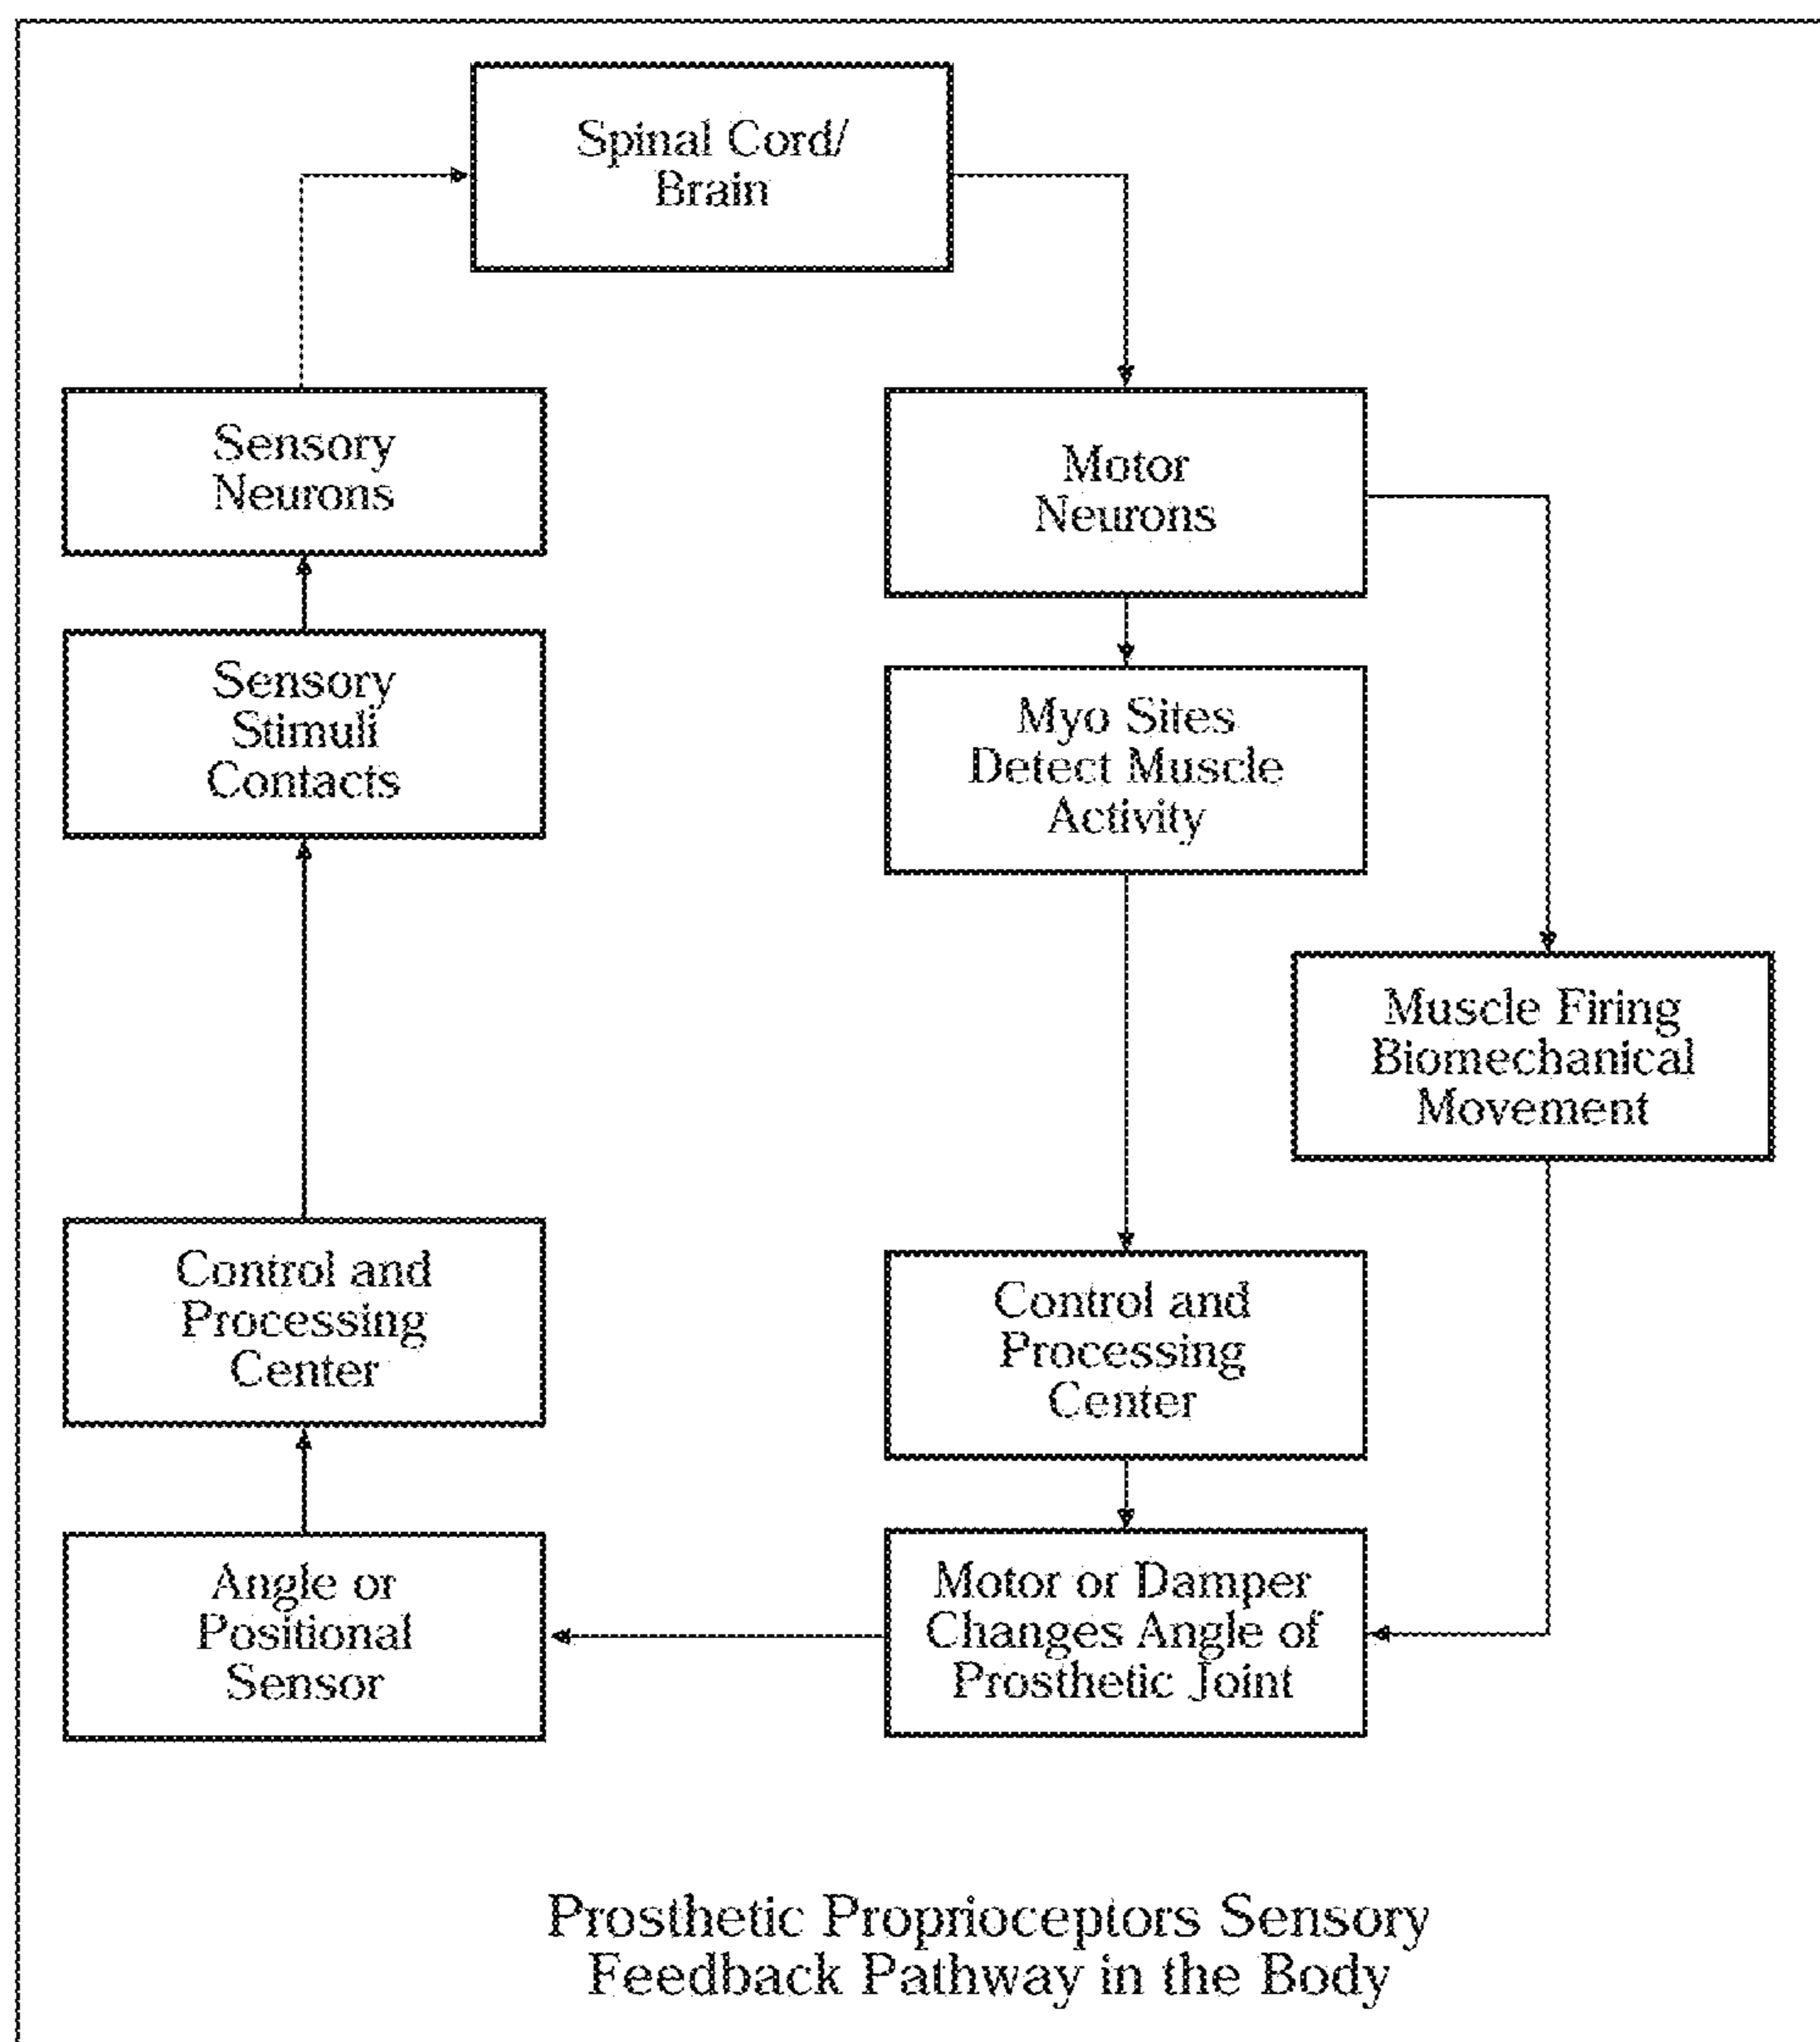 Spinal Cord/
Brain
Sensory
Neurons
Motor
Neurons
Sensory
Stimuli
Contacts
Myo Sites
Detect Muscle
Activity
Muscle Firing
Biomechanical
Movement
Control and
Processing
Center
Control and
Processing
Center
Angle or
Positional
Sensor
Motor or Damper
Changes Angle of
Prosthetic Joint
Prosthetic Proprioceptors Sensory
Feedback Pathway in the Body